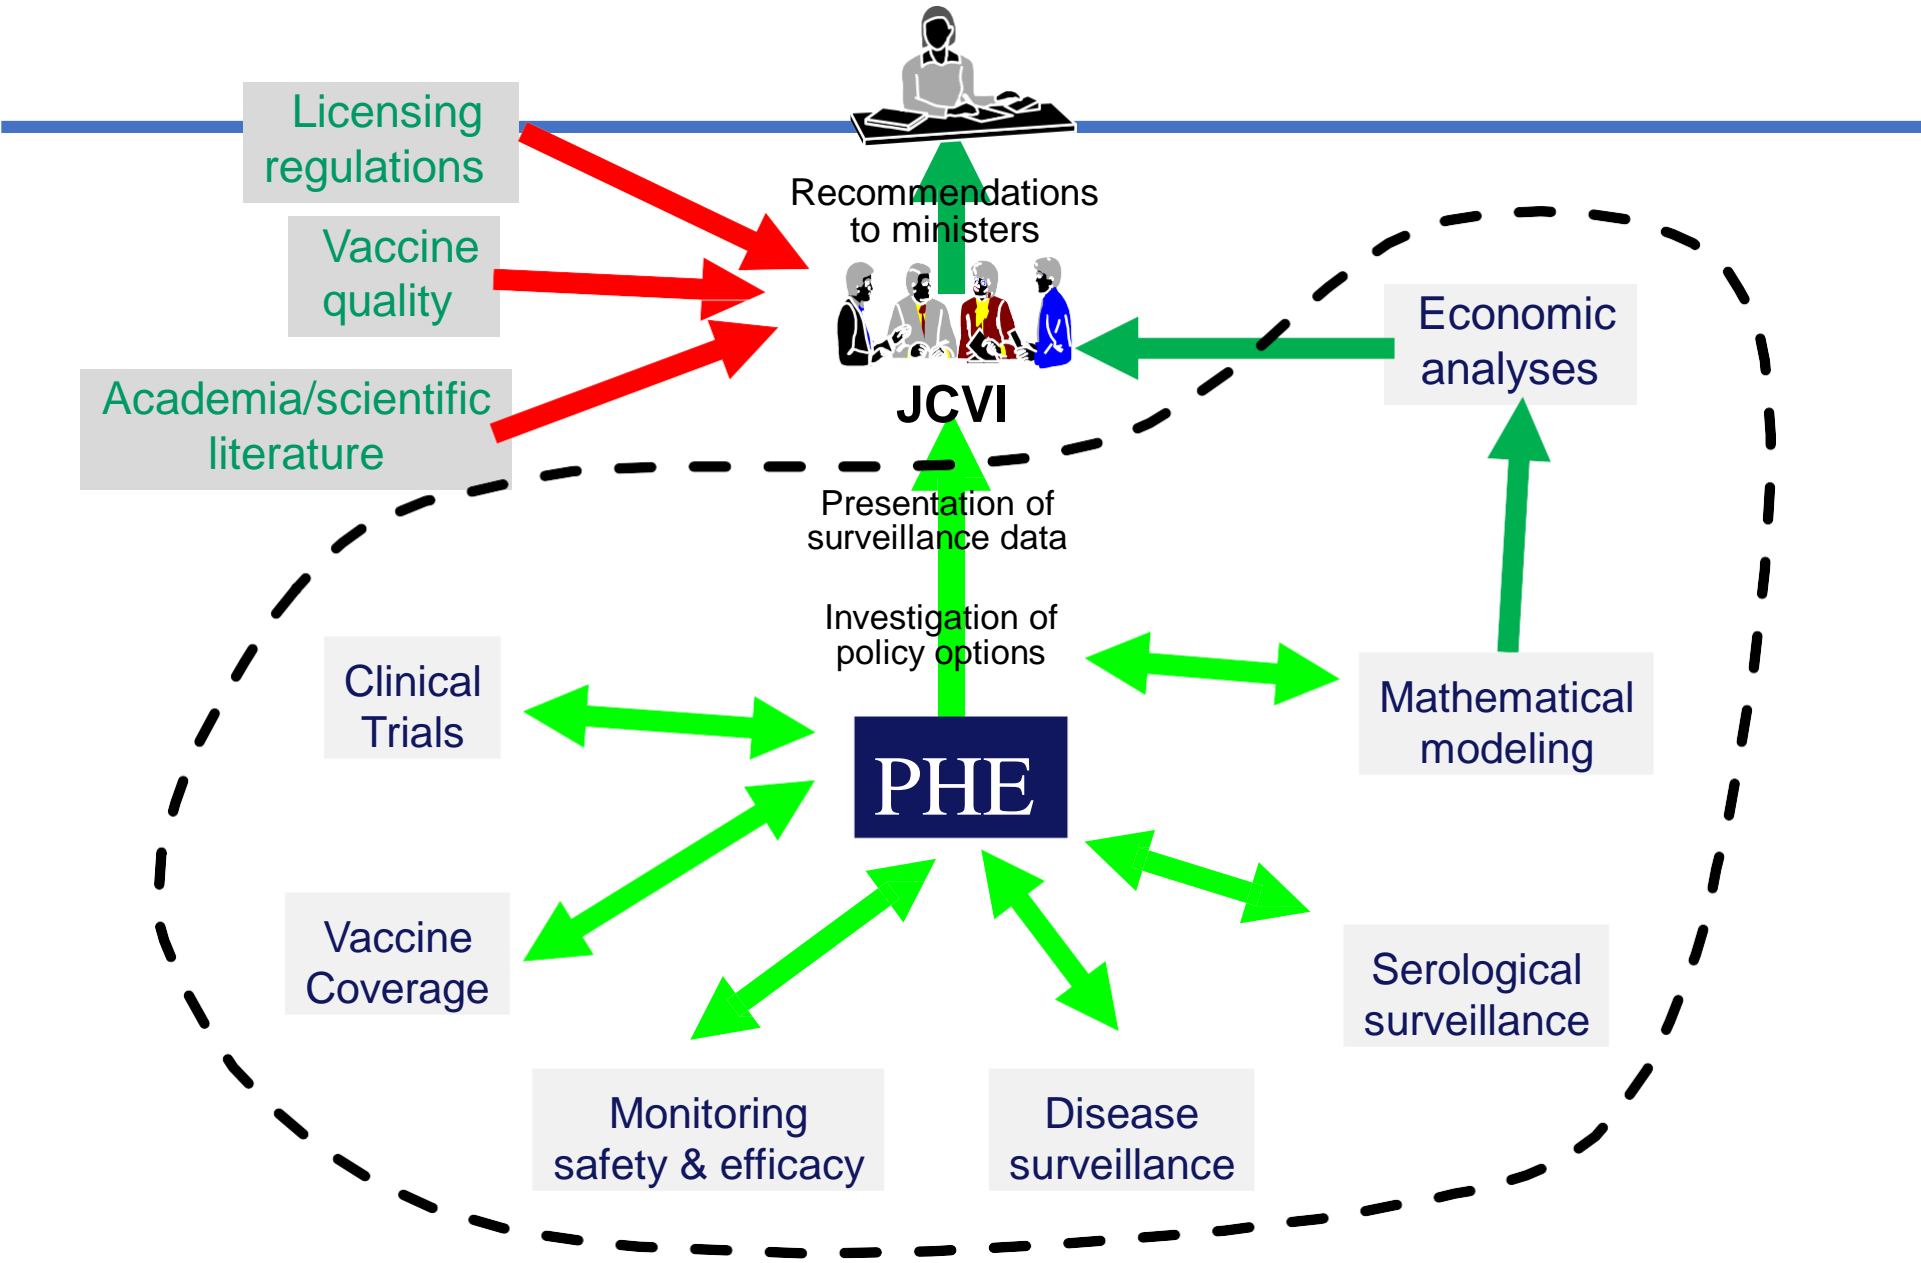 Licensing
regulations
Vaccine
quality
Academia/scientific
literature
Recommendations
to ministers
JCVI
Economic
analyses
Presentation of
surveillance data
Investigation of
policy options
Clinical
Trials
PHE
Mathematical
modeling
Vaccine
Coverage
Serological
surveillance
Monitoring
safety & efficacy
Disease
surveillance